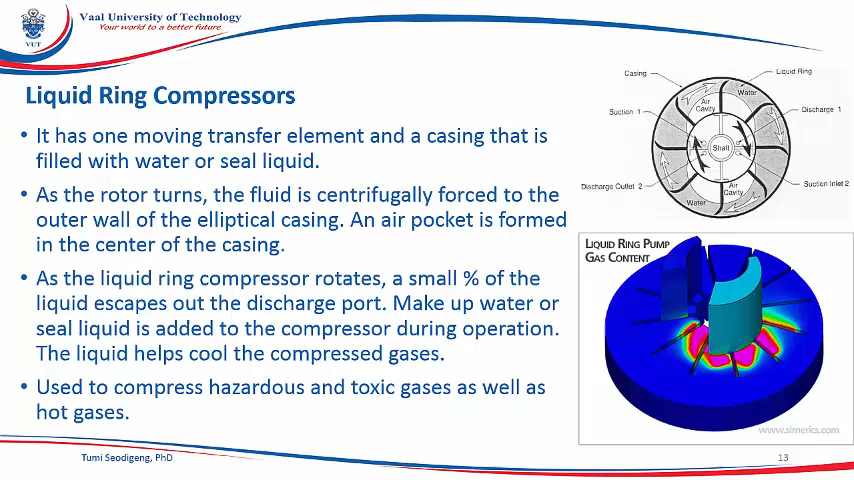 Vaal University of Technology
Your world to a better future
VUT
Liquid Ring Compressors
• It has one moving transfer element and a casing that is
filled with water or seal liquid.
• As the rotor turns, the fluid is centrifugally forced to the
outer wall of the elliptical casing. An air pocket is formed
in the center of the casing.
• As the liquid ring compressor rotates, a small % of the
liquid escapes out the discharge port. Make up water or
seal liquid is added to the compressor during operation.
The liquid helps cool the compressed gases.
• Used to compress hazardous and toxic gases as well as
hot gases.
Casing
Liquid Ring
Water
Air
Cavity
Suction 1
Discharge 1
Shaft
Discharge Outlet 2
Suction Inlet 2
Air
Cavity
Water
LIQUID RING PUMP
GAS CONTENT
www.simerics.com
Tumi Seodigeng, PhD
13